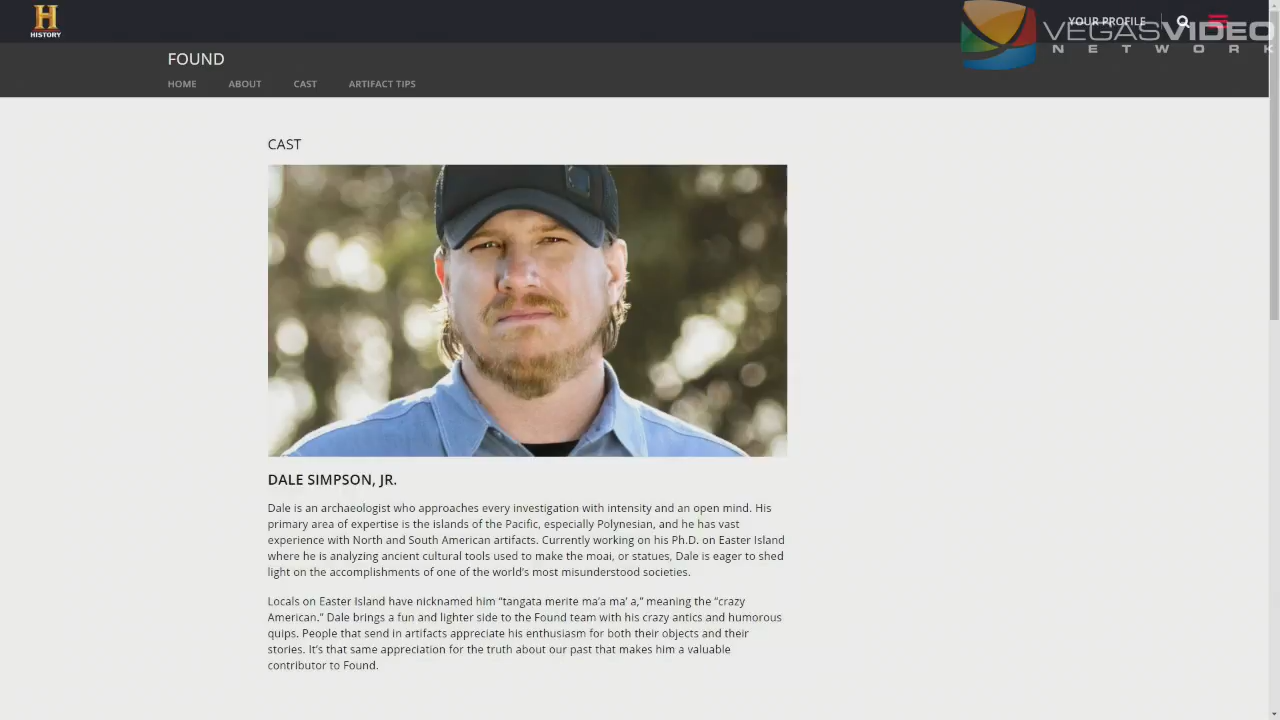 HISTORY
YOUR PROFILE
VEGASVIDEO
NETWORK
FOUND
HOME ABOUT CAST ARTIFACT TIPS
CAST
DALE SIMPSON, JR.
Dale is an archaeologist who approaches every investigation with intensity and an open mind. His
primary area of expertise is the islands of the Pacific, especially Polynesian, and he has vast
experience with North and South American artifacts. Currently working on his Ph.D. on Easter Island
where he is analyzing ancient cultural tools used to make the moai, or statues, Dale is eager to shed
light on the accomplishments of one of the world's most misunderstood societies.
Locals on Easter Island have nicknamed him “tangata merite ma’a ma’ a,” meaning the “crazy
American.” Dale brings a fun and lighter side to the Found team with his crazy antics and humorous
quips. People that send in artifacts appreciate his enthusiasm for both their objects and their
stories. It’s that same appreciation for the truth about our past that makes him a valuable
contributor to Found.